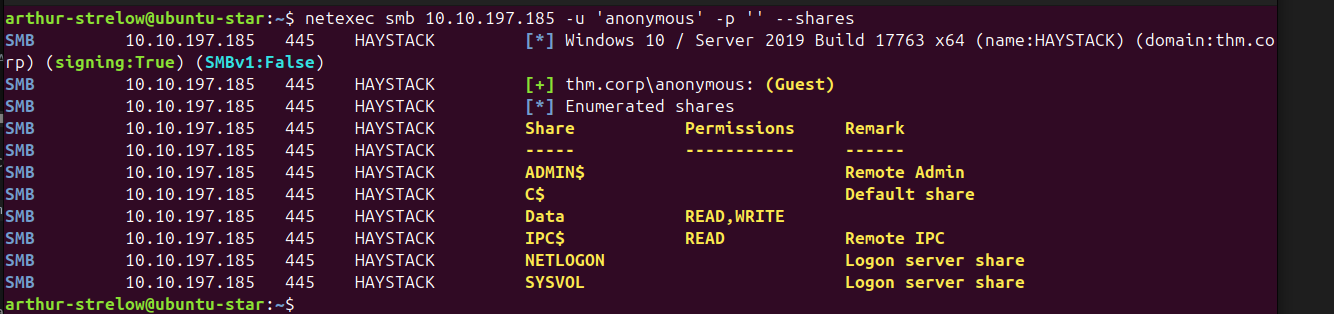 arthur-strelow@ubuntu-star:~$ netexec smb 10.10.197.185 -u 'anonymous' -p '' --shares
SMB 10.10.197.185 445 HAYSTACK [*] Windows 10 / Server 2019 Build 17763 x64 (name:HAYSTACK) (domain:thm.co
rp) (signing:True) (SMBv1:False)
SMB 10.10.197.185 445 HAYSTACK [+] thm.corp\anonymous: (Guest)
SMB 10.10.197.185 445 HAYSTACK [*] Enumerated shares
SMB 10.10.197.185 445 HAYSTACK Share Permissions Remark
SMB 10.10.197.185 445 HAYSTACK ----- ----------- ------
SMB 10.10.197.185 445 HAYSTACK ADMIN$ Remote Admin
SMB 10.10.197.185 445 HAYSTACK C$ Default share
SMB 10.10.197.185 445 HAYSTACK Data READ,WRITE
SMB 10.10.197.185 445 HAYSTACK IPC$ READ Remote IPC
SMB 10.10.197.185 445 HAYSTACK NETLOGON Logon server share
SMB 10.10.197.185 445 HAYSTACK SYSVOL Logon server share
arthur-strelow@ubuntu-star:~$